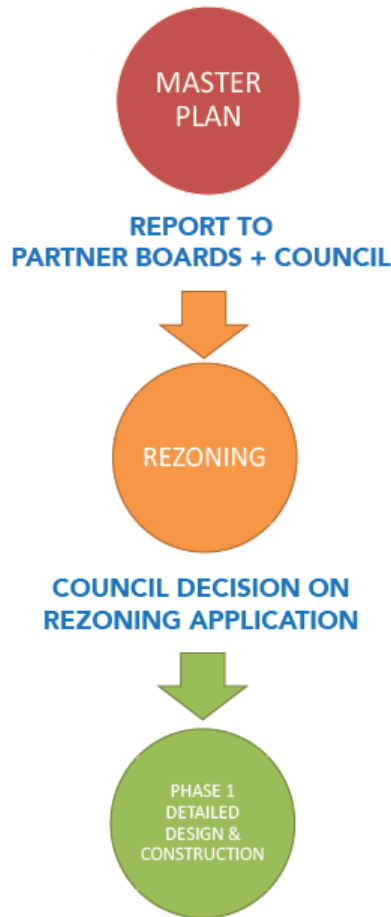 MASTER
PLAN
REPORT TO
PARTNER BOARDS + COUNCIL
REZONING
COUNCIL DECISION ON
REZONING APPLICATION
PHASE 1
DETAILED
DESIGN &
CONSTRUCTION